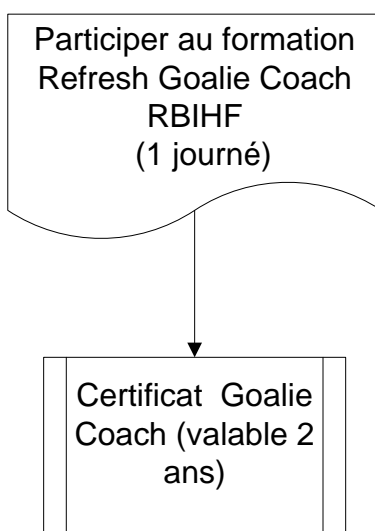 Participer au formation
Refresh Goalie Coach
RBIHF
(1 journé)
Certificat Goalie
Coach (valable 2
ans)